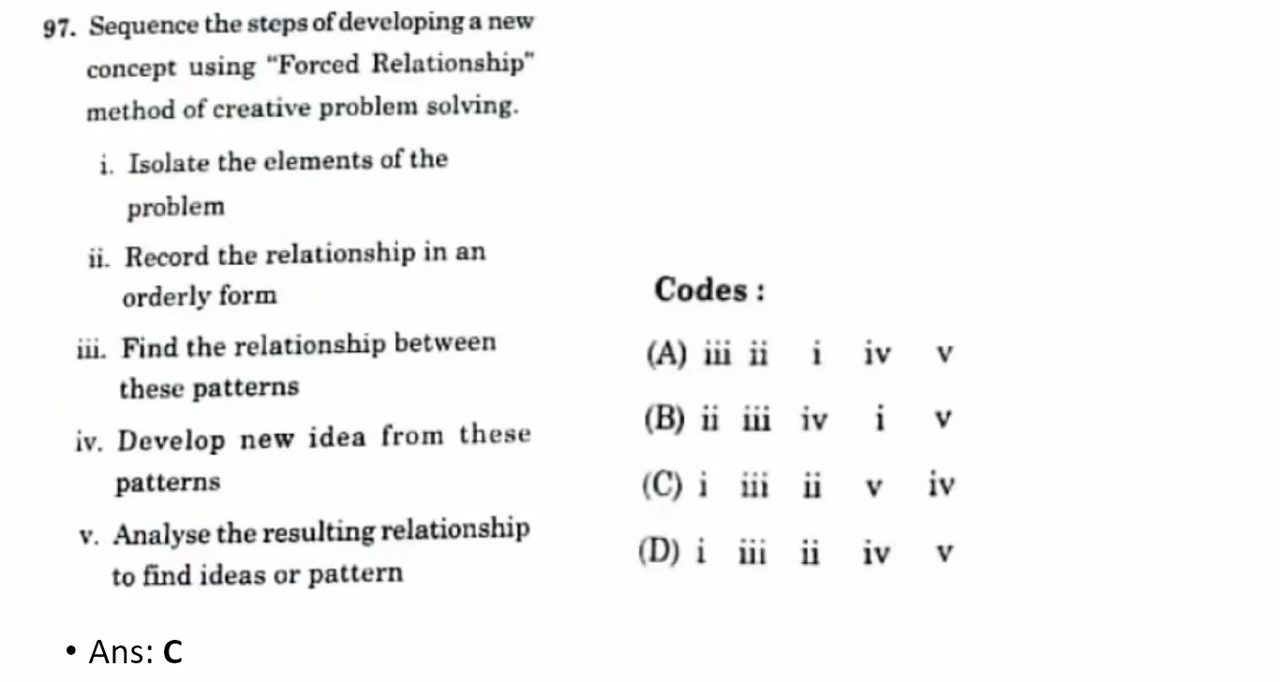 97. Sequence the steps of developing a new
concept using "Forced Relationship"
method of creative problem solving.
i. Isolate the elements of the
problem
ii. Record the relationship in an
orderly form
iii. Find the relationship between
these patterns
iv. Develop new idea from these
patterns
v. Analyse the resulting relationship
to find ideas or pattern
Codes :
(A) iii ii i iv v
(B) ii iii iv i v
(C) i iii ii v iv
(D) i iii ii iv v
• Ans: C